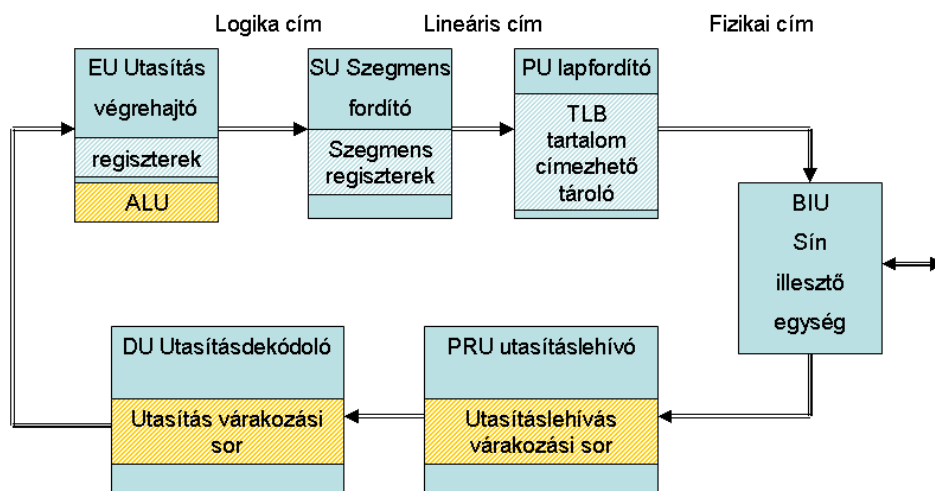 Logika cím
Lineáris cím
Fizikai cím
EU Utasítás
végrehajtó
regiszterek
ALU
SU Szegmens
fordító
Szegmens
regiszterek
PU lapfordító
TLB
tartalom
címezhető
tároló
BIU
Sín
illesztő
egység
DU Utasításdekódoló
Utasítás várakozási
sor
PRU utasításlehívó
Utasításlehívás
várakozási sor